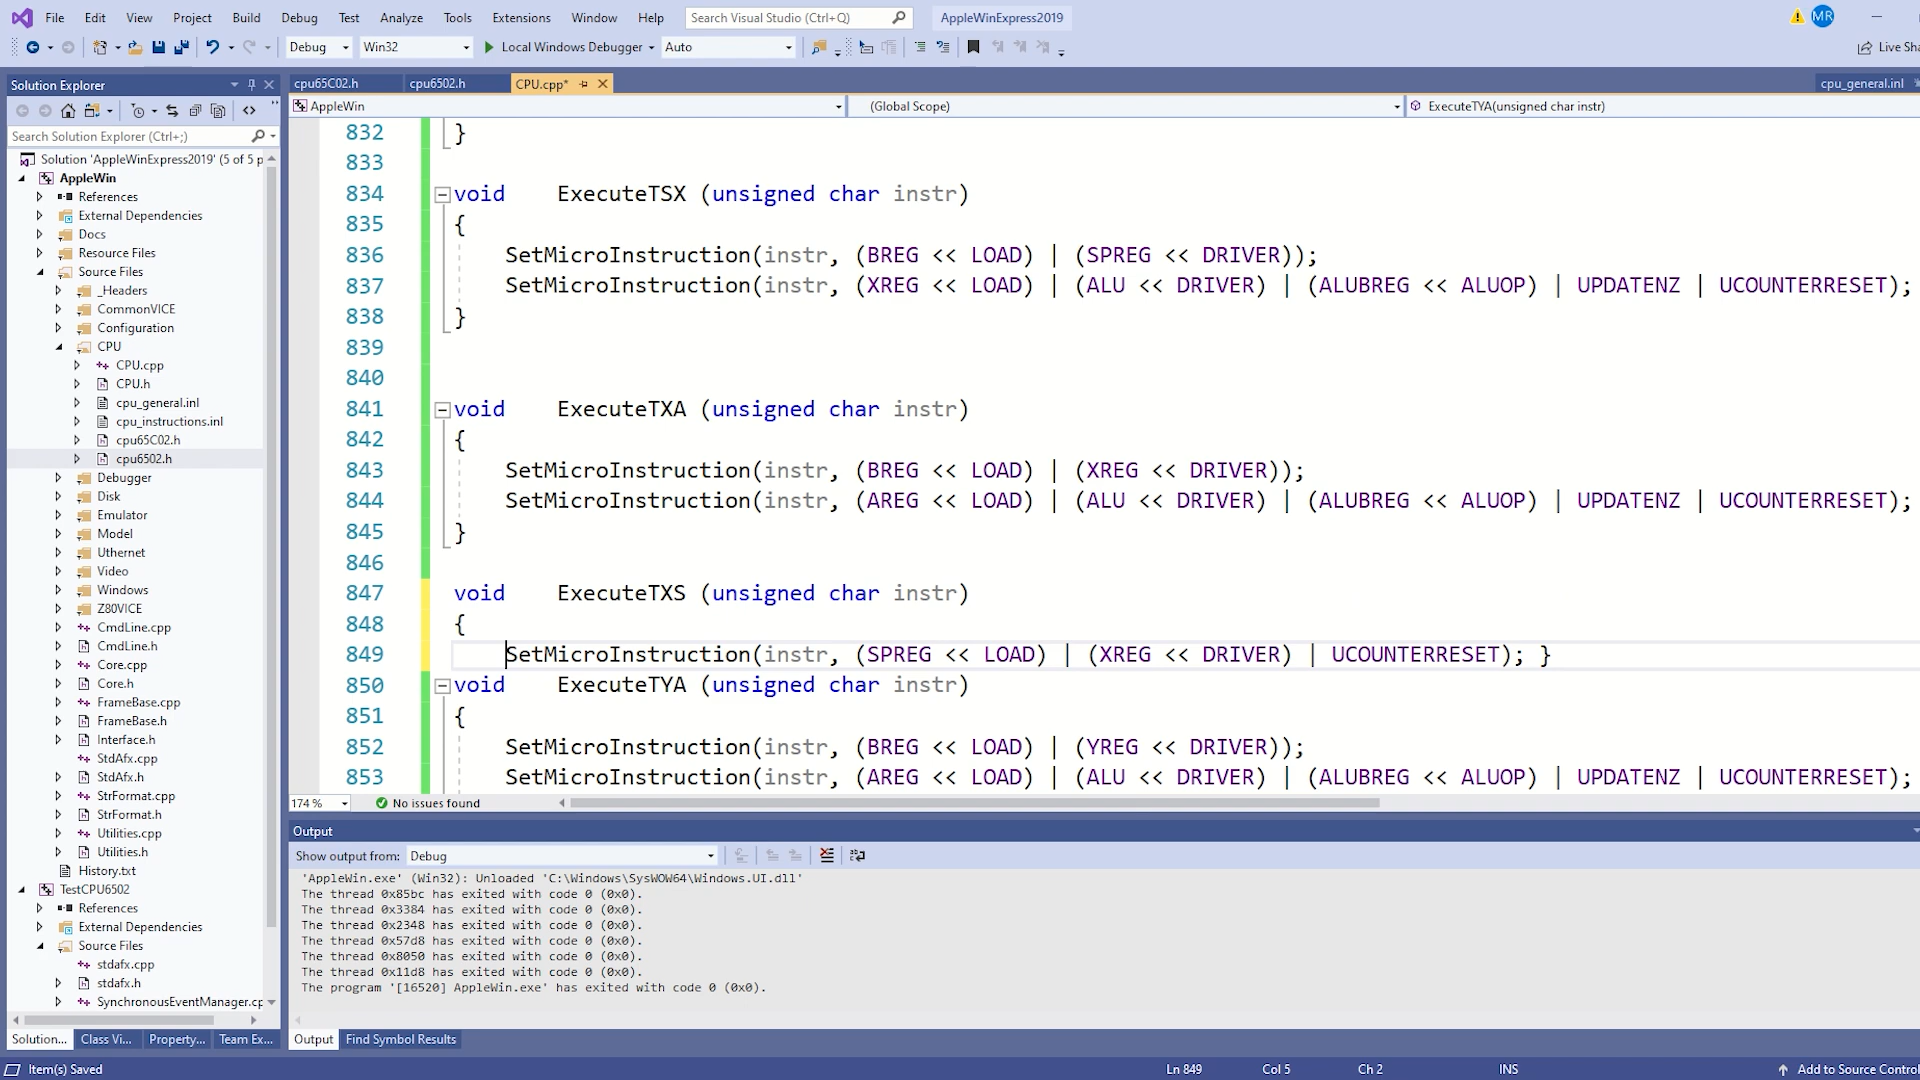 File Edit View Project Build Debug Test Analyze Tools Extensions Window Help Search Visual Studio (Ctrl+Q) AppleWinExpress2019 MR
Debug Win32 Local Windows Debugger Auto Live Sha
Solution Explorer
cpu65C02.h cpu6502.h CPU.cpp* cpu_general.inl
AppleWin (Global Scope) ExecuteTYA(unsigned char instr)
Search Solution Explorer (Ctrl+;)
Solution 'AppleWinExpress2019' (5 of 5 p
AppleWin
References
External Dependencies
Docs
Resource Files
Source Files
_Headers
CommonVICE
Configuration
CPU
CPU.cpp
CPU.h
cpu_general.inl
cpu_instructions.inl
cpu65C02.h
cpu6502.h
Debugger
Disk
Emulator
Model
Uthernet
Video
Windows
Z80VICE
CmdLine.cpp
CmdLine.h
Core.cpp
Core.h
FrameBase.cpp
FrameBase.h
Interface.h
StdAfx.cpp
StdAfx.h
StrFormat.cpp
StrFormat.h
Utilities.cpp
Utilities.h
History.txt
TestCPU6502
References
External Dependencies
Source Files
stdafx.cpp
stdafx.h
SynchronousEventManager.cp
Solution... Class Vi... Property... Team Ex...
832 }
833
834 void ExecuteTSX (unsigned char instr)
835 {
836 SetMicroInstruction(instr, (BREG << LOAD) | (SPREG << DRIVER));
837 SetMicroInstruction(instr, (XREG << LOAD) | (ALU << DRIVER) | (ALUBREG << ALUOP) | UPDATENZ | UCOUNTERRESET);
838 }
839
840
841 void ExecuteTXA (unsigned char instr)
842 {
843 SetMicroInstruction(instr, (BREG << LOAD) | (XREG << DRIVER));
844 SetMicroInstruction(instr, (AREG << LOAD) | (ALU << DRIVER) | (ALUBREG << ALUOP) | UPDATENZ | UCOUNTERRESET);
845 }
846
847 void ExecuteTXS (unsigned char instr)
848 {
849 SetMicroInstruction(instr, (SPREG << LOAD) | (XREG << DRIVER) | UCOUNTERRESET); }
850 void ExecuteTYA (unsigned char instr)
851 {
852 SetMicroInstruction(instr, (BREG << LOAD) | (YREG << DRIVER));
853 SetMicroInstruction(instr, (AREG << LOAD) | (ALU << DRIVER) | (ALUBREG << ALUOP) | UPDATENZ | UCOUNTERRESET);
174 % No issues found
Output
Show output from: Debug
'AppleWin.exe' (Win32): Unloaded 'C:\Windows\SysWOW64\Windows.UI.dll'
The thread 0x85bc has exited with code 0 (0x0).
The thread 0x3384 has exited with code 0 (0x0).
The thread 0x2348 has exited with code 0 (0x0).
The thread 0x57d8 has exited with code 0 (0x0).
The thread 0x8050 has exited with code 0 (0x0).
The thread 0x11d8 has exited with code 0 (0x0).
The program '[16520] AppleWin.exe' has exited with code 0 (0x0).
Output Find Symbol Results
Item(s) Saved Ln 849 Col 5 Ch 2 INS Add to Source Control